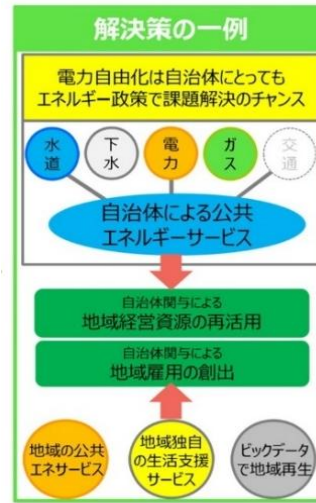 解決策の一例
電力自由化は自治体にとっても
エネルギー政策で課題解決のチャンス
水道
下水
電力
ガス
交通
自治体による公共
エネルギーサービス
自治体関与による
地域経営資源の再活用
自治体関与による
地域雇用の創出
地域の公共
エネサービス
地域独自
の生活支援
サービス
ビックデータ
で地域再生